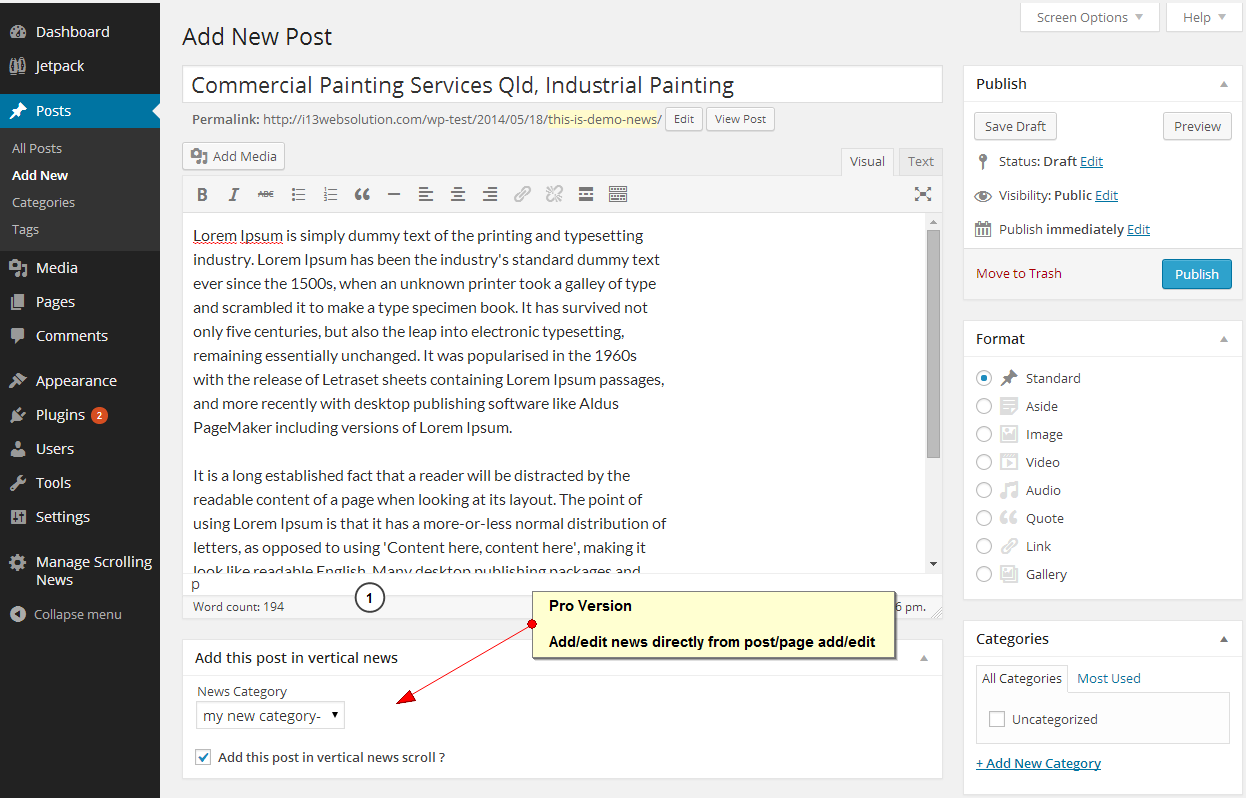 Dashboard
Jetpack
Posts
All Posts
Add New
Categories
Tags
Media
Pages
Comments
Appearance
Plugins 2
Users
Tools
Settings
Manage Scrolling
News
Collapse menu
Screen Options
Help
Add New Post
Commercial Painting Services Qld, Industrial Painting
Permalink: http://i13websolution.com/wp-test/2014/05/18/this-is-demo-news/ Edit View Post
Add Media
Visual Text
B I ABC
Lorem Ipsum is simply dummy text of the printing and typesetting
industry. Lorem Ipsum has been the industry's standard dummy text
ever since the 1500s, when an unknown printer took a galley of type
and scrambled it to make a type specimen book. It has survived not
only five centuries, but also the leap into electronic typesetting,
remaining essentially unchanged. It was popularised in the 1960s
with the release of Letraset sheets containing Lorem Ipsum passages,
and more recently with desktop publishing software like Aldus
PageMaker including versions of Lorem Ipsum.
It is a long established fact that a reader will be distracted by the
readable content of a page when looking at its layout. The point of
using Lorem Ipsum is that it has a more-or-less normal distribution of
letters, as opposed to using 'Content here, content here', making it
look like readable English. Many desktop publishing packages and
p
Word count: 194
1
6 pm.
Pro Version
Add/edit news directly from post/page add/edit
Add this post in vertical news
News Category
my new category-
Add this post in vertical news scroll ?
Publish
Save Draft
Preview
Status: Draft Edit
Visibility: Public Edit
Publish immediately Edit
Move to Trash
Publish
Format
Standard
Aside
Image
Video
Audio
Quote
Link
Gallery
Categories
All Categories Most Used
Uncategorized
+ Add New Category